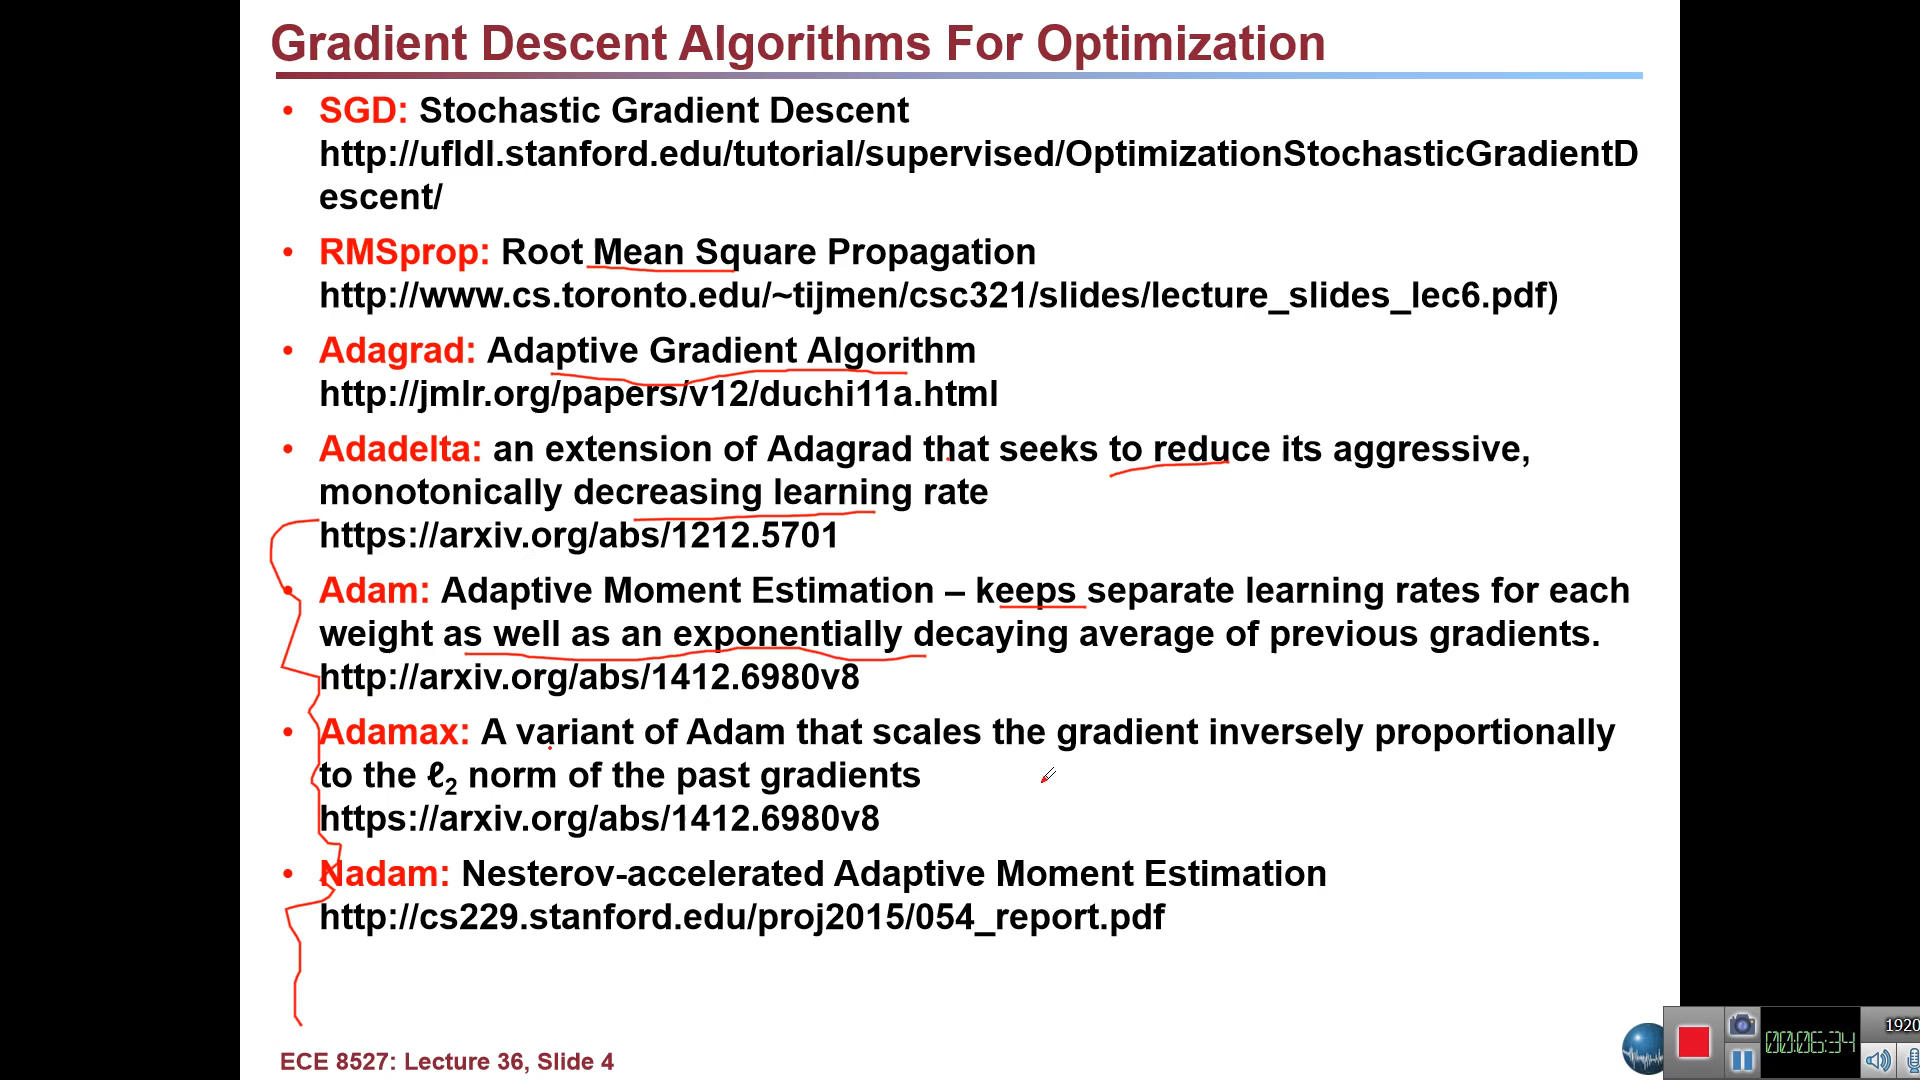 Gradient Descent Algorithms For Optimization
• SGD: Stochastic Gradient Descent
http://ufldl.stanford.edu/tutorial/supervised/OptimizationStochasticGradientD
escent/
• RMSprop: Root Mean Square Propagation
http://www.cs.toronto.edu/~tijmen/csc321/slides/lecture_slides_lec6.pdf)
• Adagrad: Adaptive Gradient Algorithm
http://jmlr.org/papers/v12/duchi11a.html
• Adadelta: an extension of Adagrad that seeks to reduce its aggressive,
monotonically decreasing learning rate
https://arxiv.org/abs/1212.5701
• Adam: Adaptive Moment Estimation – keeps separate learning rates for each
weight as well as an exponentially decaying average of previous gradients.
http://arxiv.org/abs/1412.6980v8
• Adamax: A variant of Adam that scales the gradient inversely proportionally
to the ℓ₂ norm of the past gradients
https://arxiv.org/abs/1412.6980v8
• Nadam: Nesterov-accelerated Adaptive Moment Estimation
http://cs229.stanford.edu/proj2015/054_report.pdf
ECE 8527: Lecture 36, Slide 4
00:06:34
1920